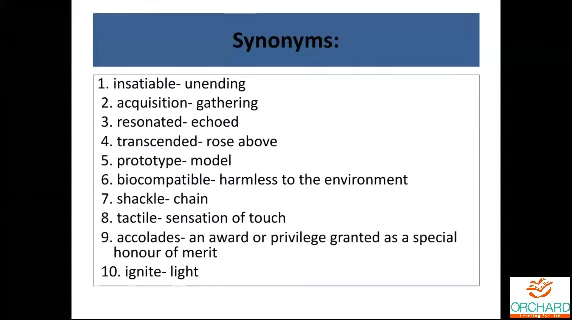 Synonyms:
1. insatiable- unending
2. acquisition- gathering
3. resonated- echoed
4. transcended- rose above
5. prototype- model
6. biocompatible- harmless to the environment
7. shackle- chain
8. tactile- sensation of touch
9. accolades- an award or privilege granted as a special
honour of merit
10. ignite- light
ORCHARD